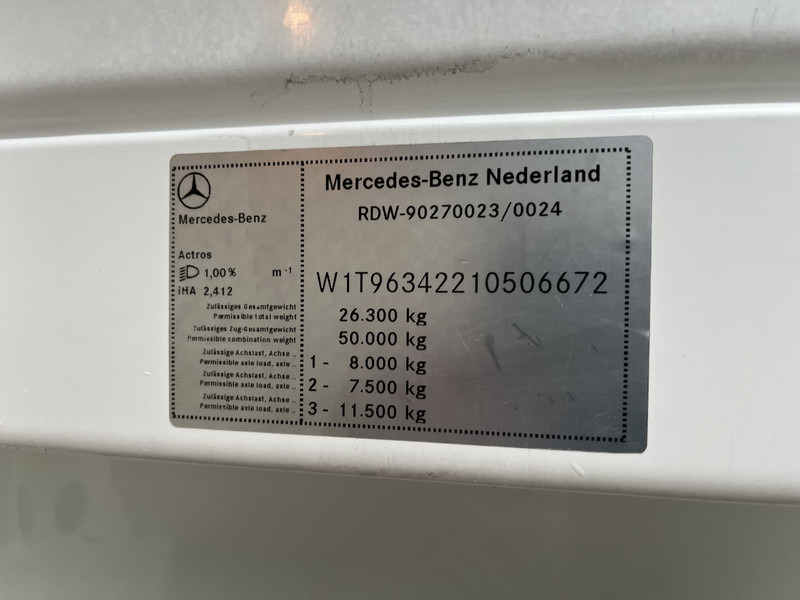 Mercedes-Benz
Actros
1,00% m⁻¹
iHA 2,412
Zulässiges Gesamtgewicht
Permissible total weight
Zulässiges Zug-Gesamtgewicht
Permissible combination weight
Zulässige Achslast, Achse ..
Permissible axle load, axle ..
Zulässige Achslast, Achse ..
Permissible axle load, axle ..
Zulässige Achslast, Achse ..
Permissible axle load, axle ..
Mercedes-Benz Nederland
RDW-90270023/0024
W1T96342210506672
26.300 kg
50.000 kg
1 - 8.000 kg
2 - 7.500 kg
3 - 11.500 kg